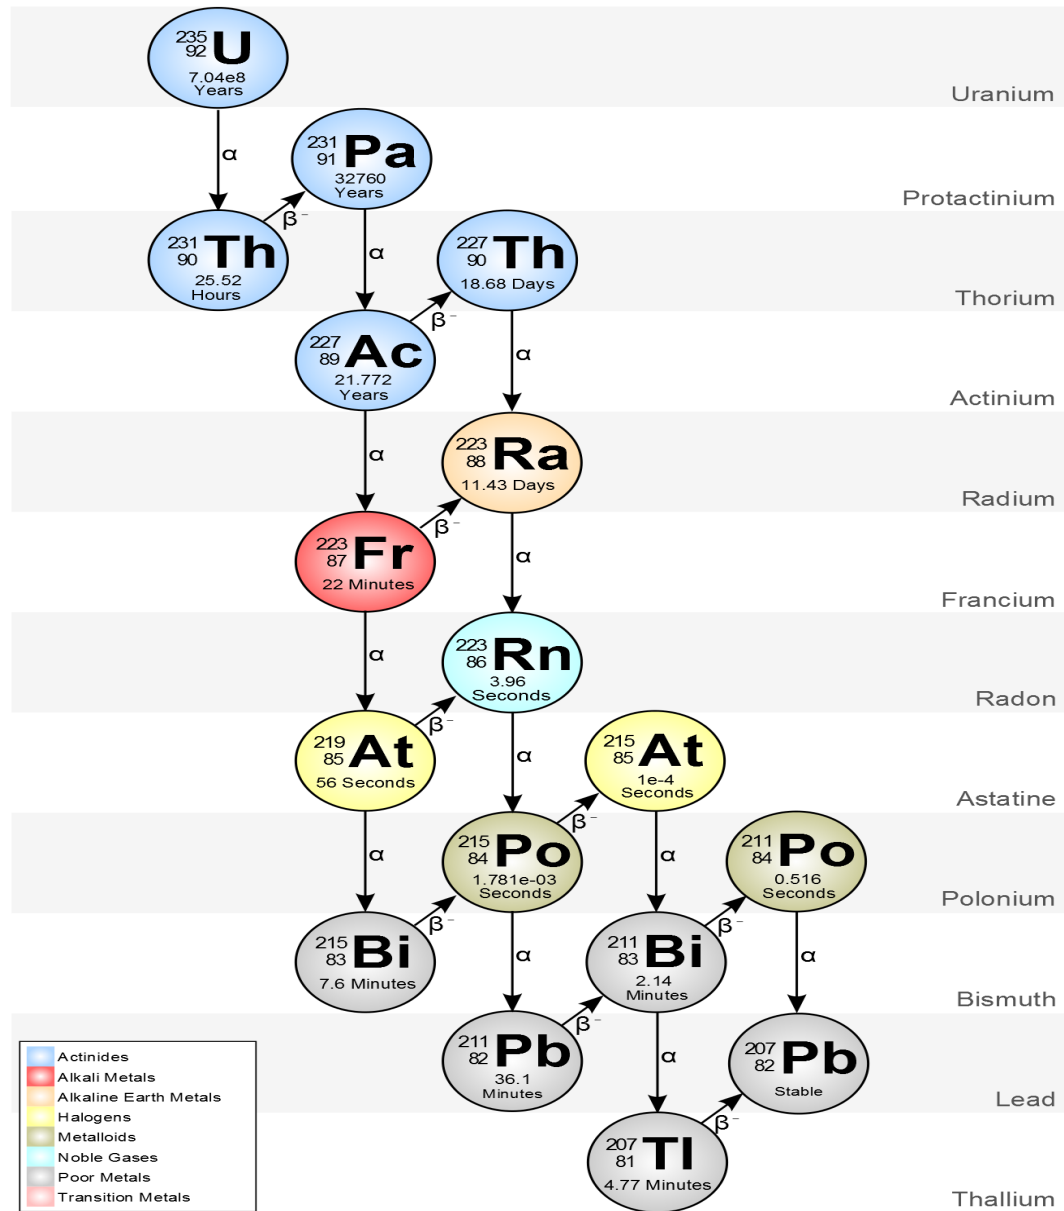 235
92
U
7.04e8
Years
Uranium
α
231
91
Pa
32760
Years
Protactinium
β⁻
231
90
Th
25.52
Hours
α
227
90
Th
18.68 Days
Thorium
β⁻
227
89
Ac
21.772
Years
α
Actinium
α
223
88
Ra
11.43 Days
Radium
β⁻
223
87
Fr
22 Minutes
α
Francium
α
223
86
Rn
3.96
Seconds
Radon
β⁻
219
85
At
56 Seconds
α
215
85
At
1e-4
Seconds
Astatine
β⁻
α
215
84
Po
1.781e-03
Seconds
α
211
84
Po
0.516
Seconds
Polonium
β⁻
β⁻
215
83
Bi
7.6 Minutes
α
211
83
Bi
2.14
Minutes
α
Bismuth
β⁻
211
82
Pb
36.1
Minutes
α
207
82
Pb
Stable
Lead
β⁻
207
81
Tl
4.77 Minutes
Thallium
Actinides
Alkali Metals
Alkaline Earth Metals
Halogens
Metalloids
Noble Gases
Poor Metals
Transition Metals